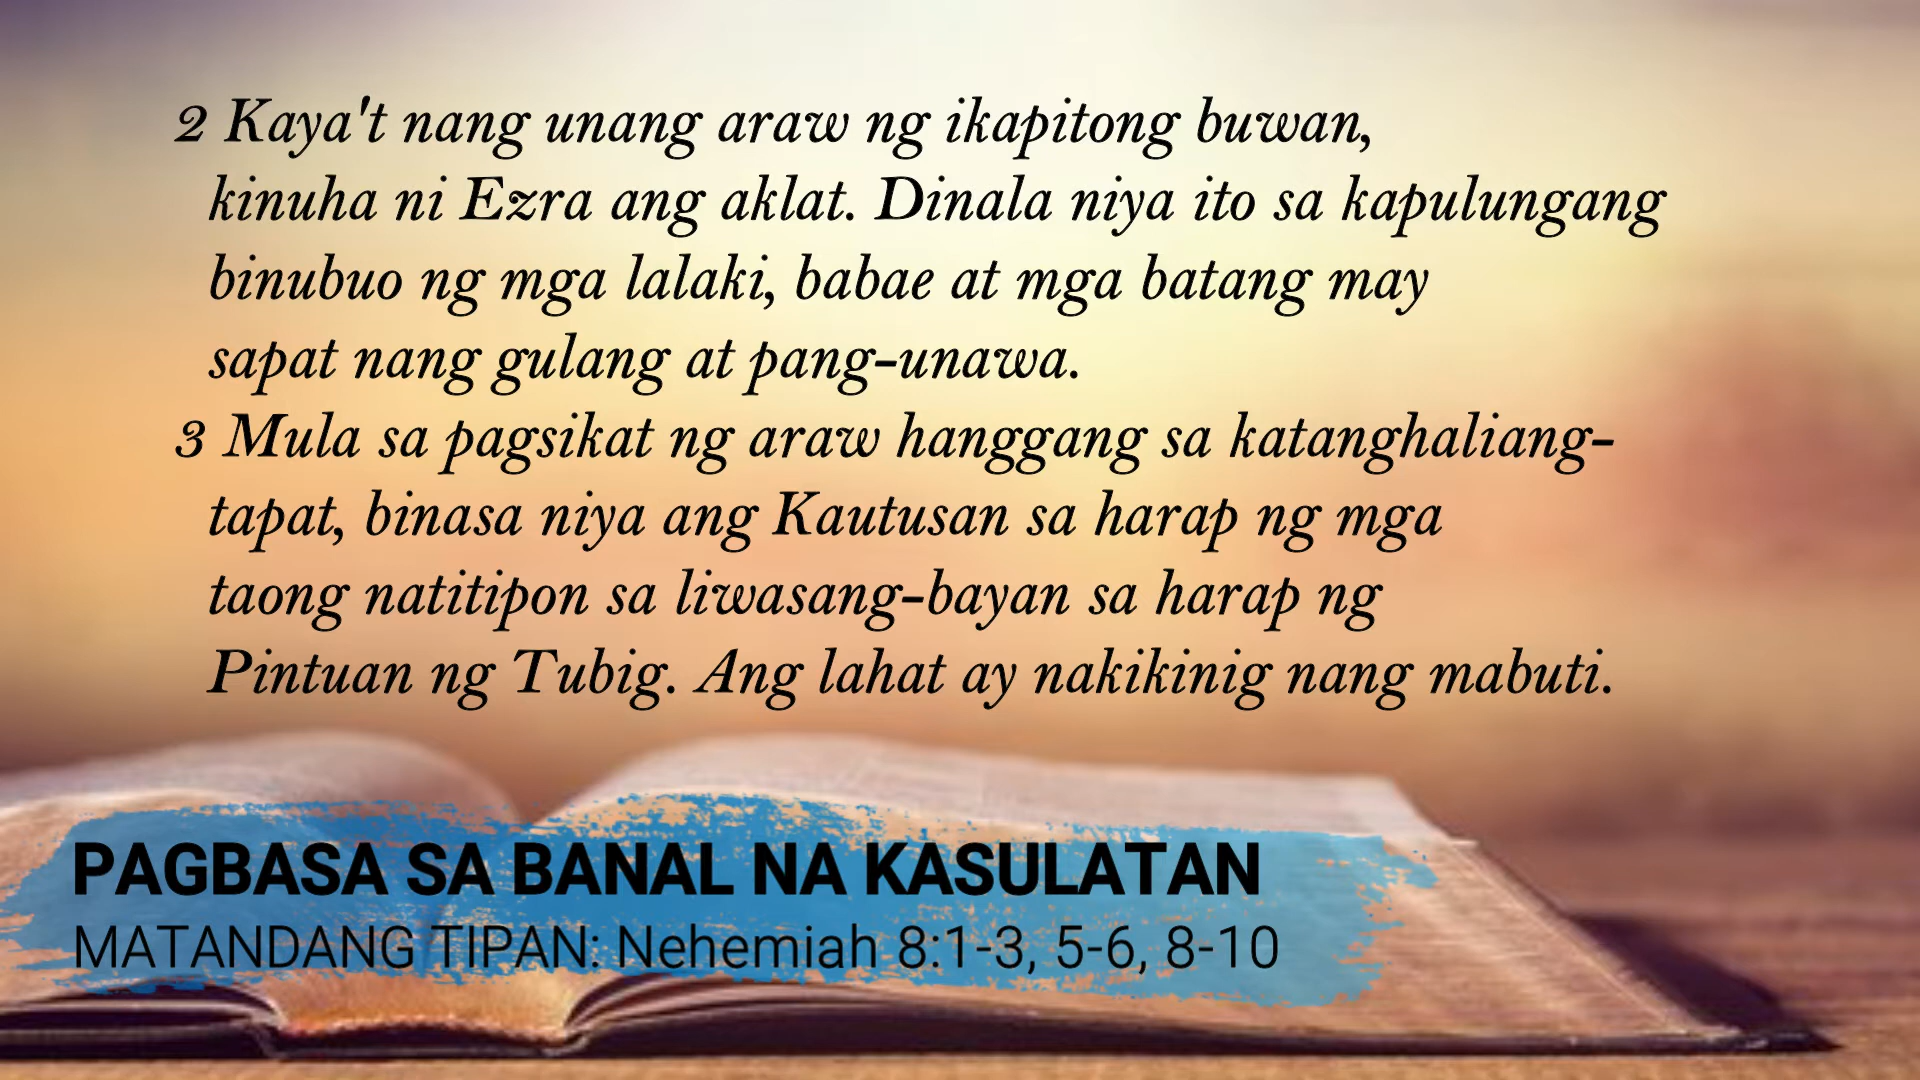 2 Kaya't nang unang araw ng ikapitong buwan,
kinuha ni Ezra ang aklat. Dinala niya ito sa kapulungang
binubuo ng mga lalaki, babae at mga batang may
sapat nang gulang at pang-unawa.
3 Mula sa pagsikat ng araw hanggang sa katanghaliang-
tapat, binasa niya ang Kautusan sa harap ng mga
taong natitipon sa liwasang-bayan sa harap ng
Pintuan ng Tubig. Ang lahat ay nakikinig nang mabuti.
PAGBASA SA BANAL NA KASULATAN
MATANDANG TIPAN: Nehemiah 8:1-3, 5-6, 8-10